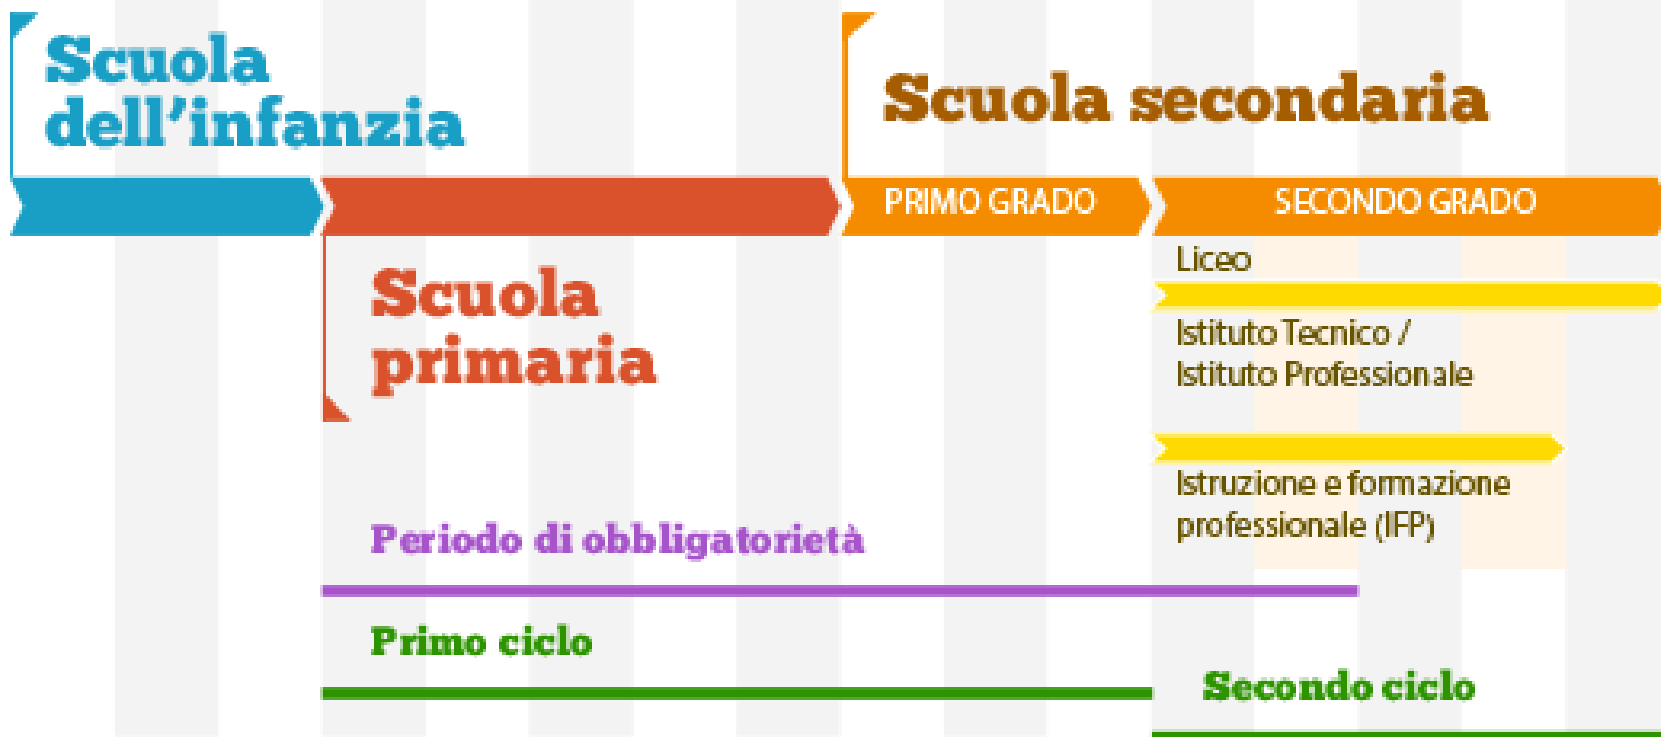 Scuola
dell'infanzia
Scuola secondaria
PRIMO GRADO
SECONDO GRADO
Scuola
primaria
Liceo
Istituto Tecnico /
Istituto Professionale
Istruzione e formazione
professionale (IFP)
Periodo di obbligatorietà
Primo ciclo
Secondo ciclo